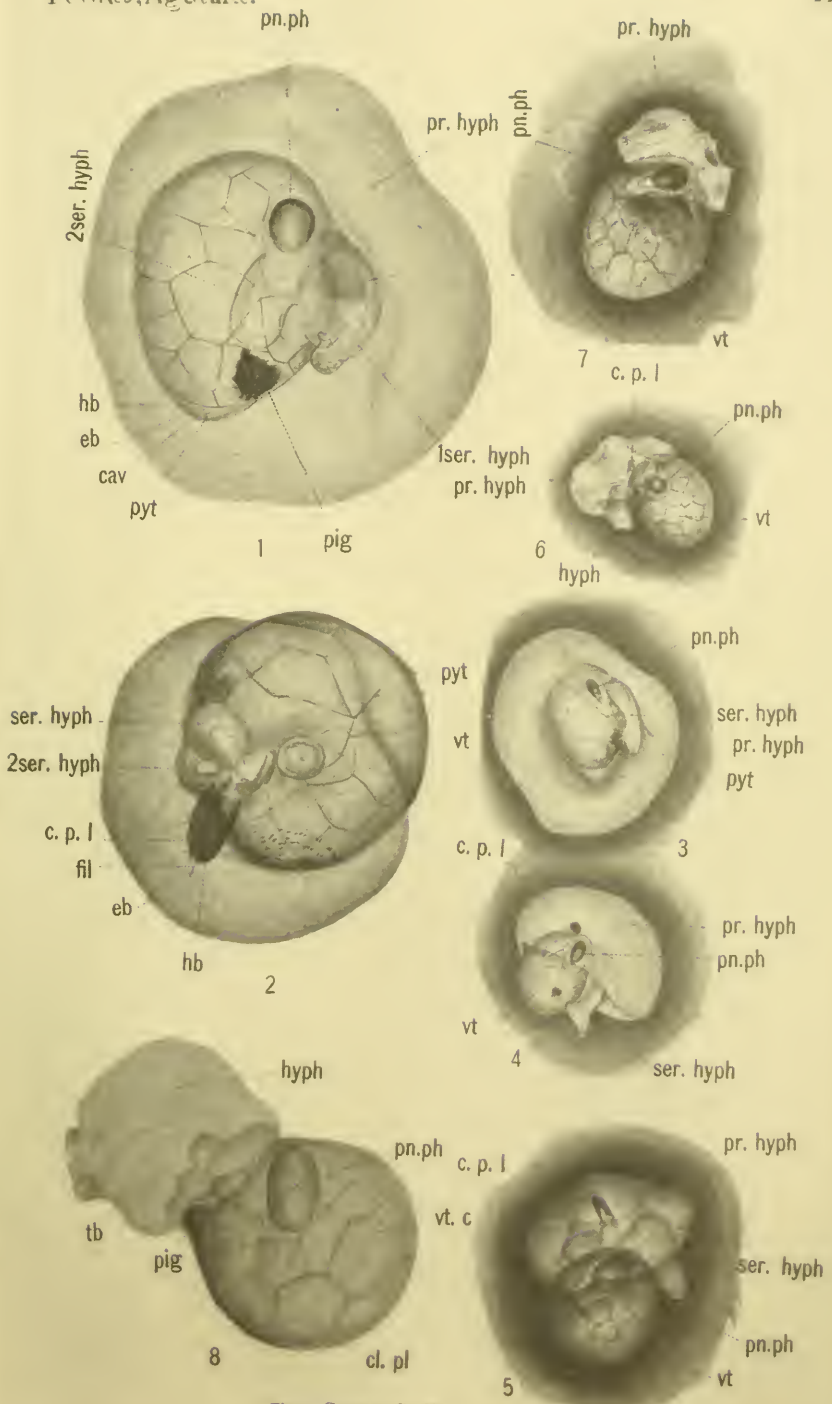 pn.ph
pr. hyph
2ser. hyph
hb
eb
cav
pyt
1ser. hyph
pig
1
pr. hyph
pn.ph
vt
7
c. p. l
pn.ph
pr. hyph
vt
6
hyph
ser. hyph
2ser. hyph
c. p. l
fil
eb
hb
2
pn.ph
pyt
vt
ser. hyph
pr. hyph
pyt
c. p. l
3
pr. hyph
pn.ph
vt
4
ser. hyph
hyph
pn.ph
tb
pig
8
cl. pl
pr. hyph
c. p. l
vt. c
ser. hyph
pn.ph
vt
5